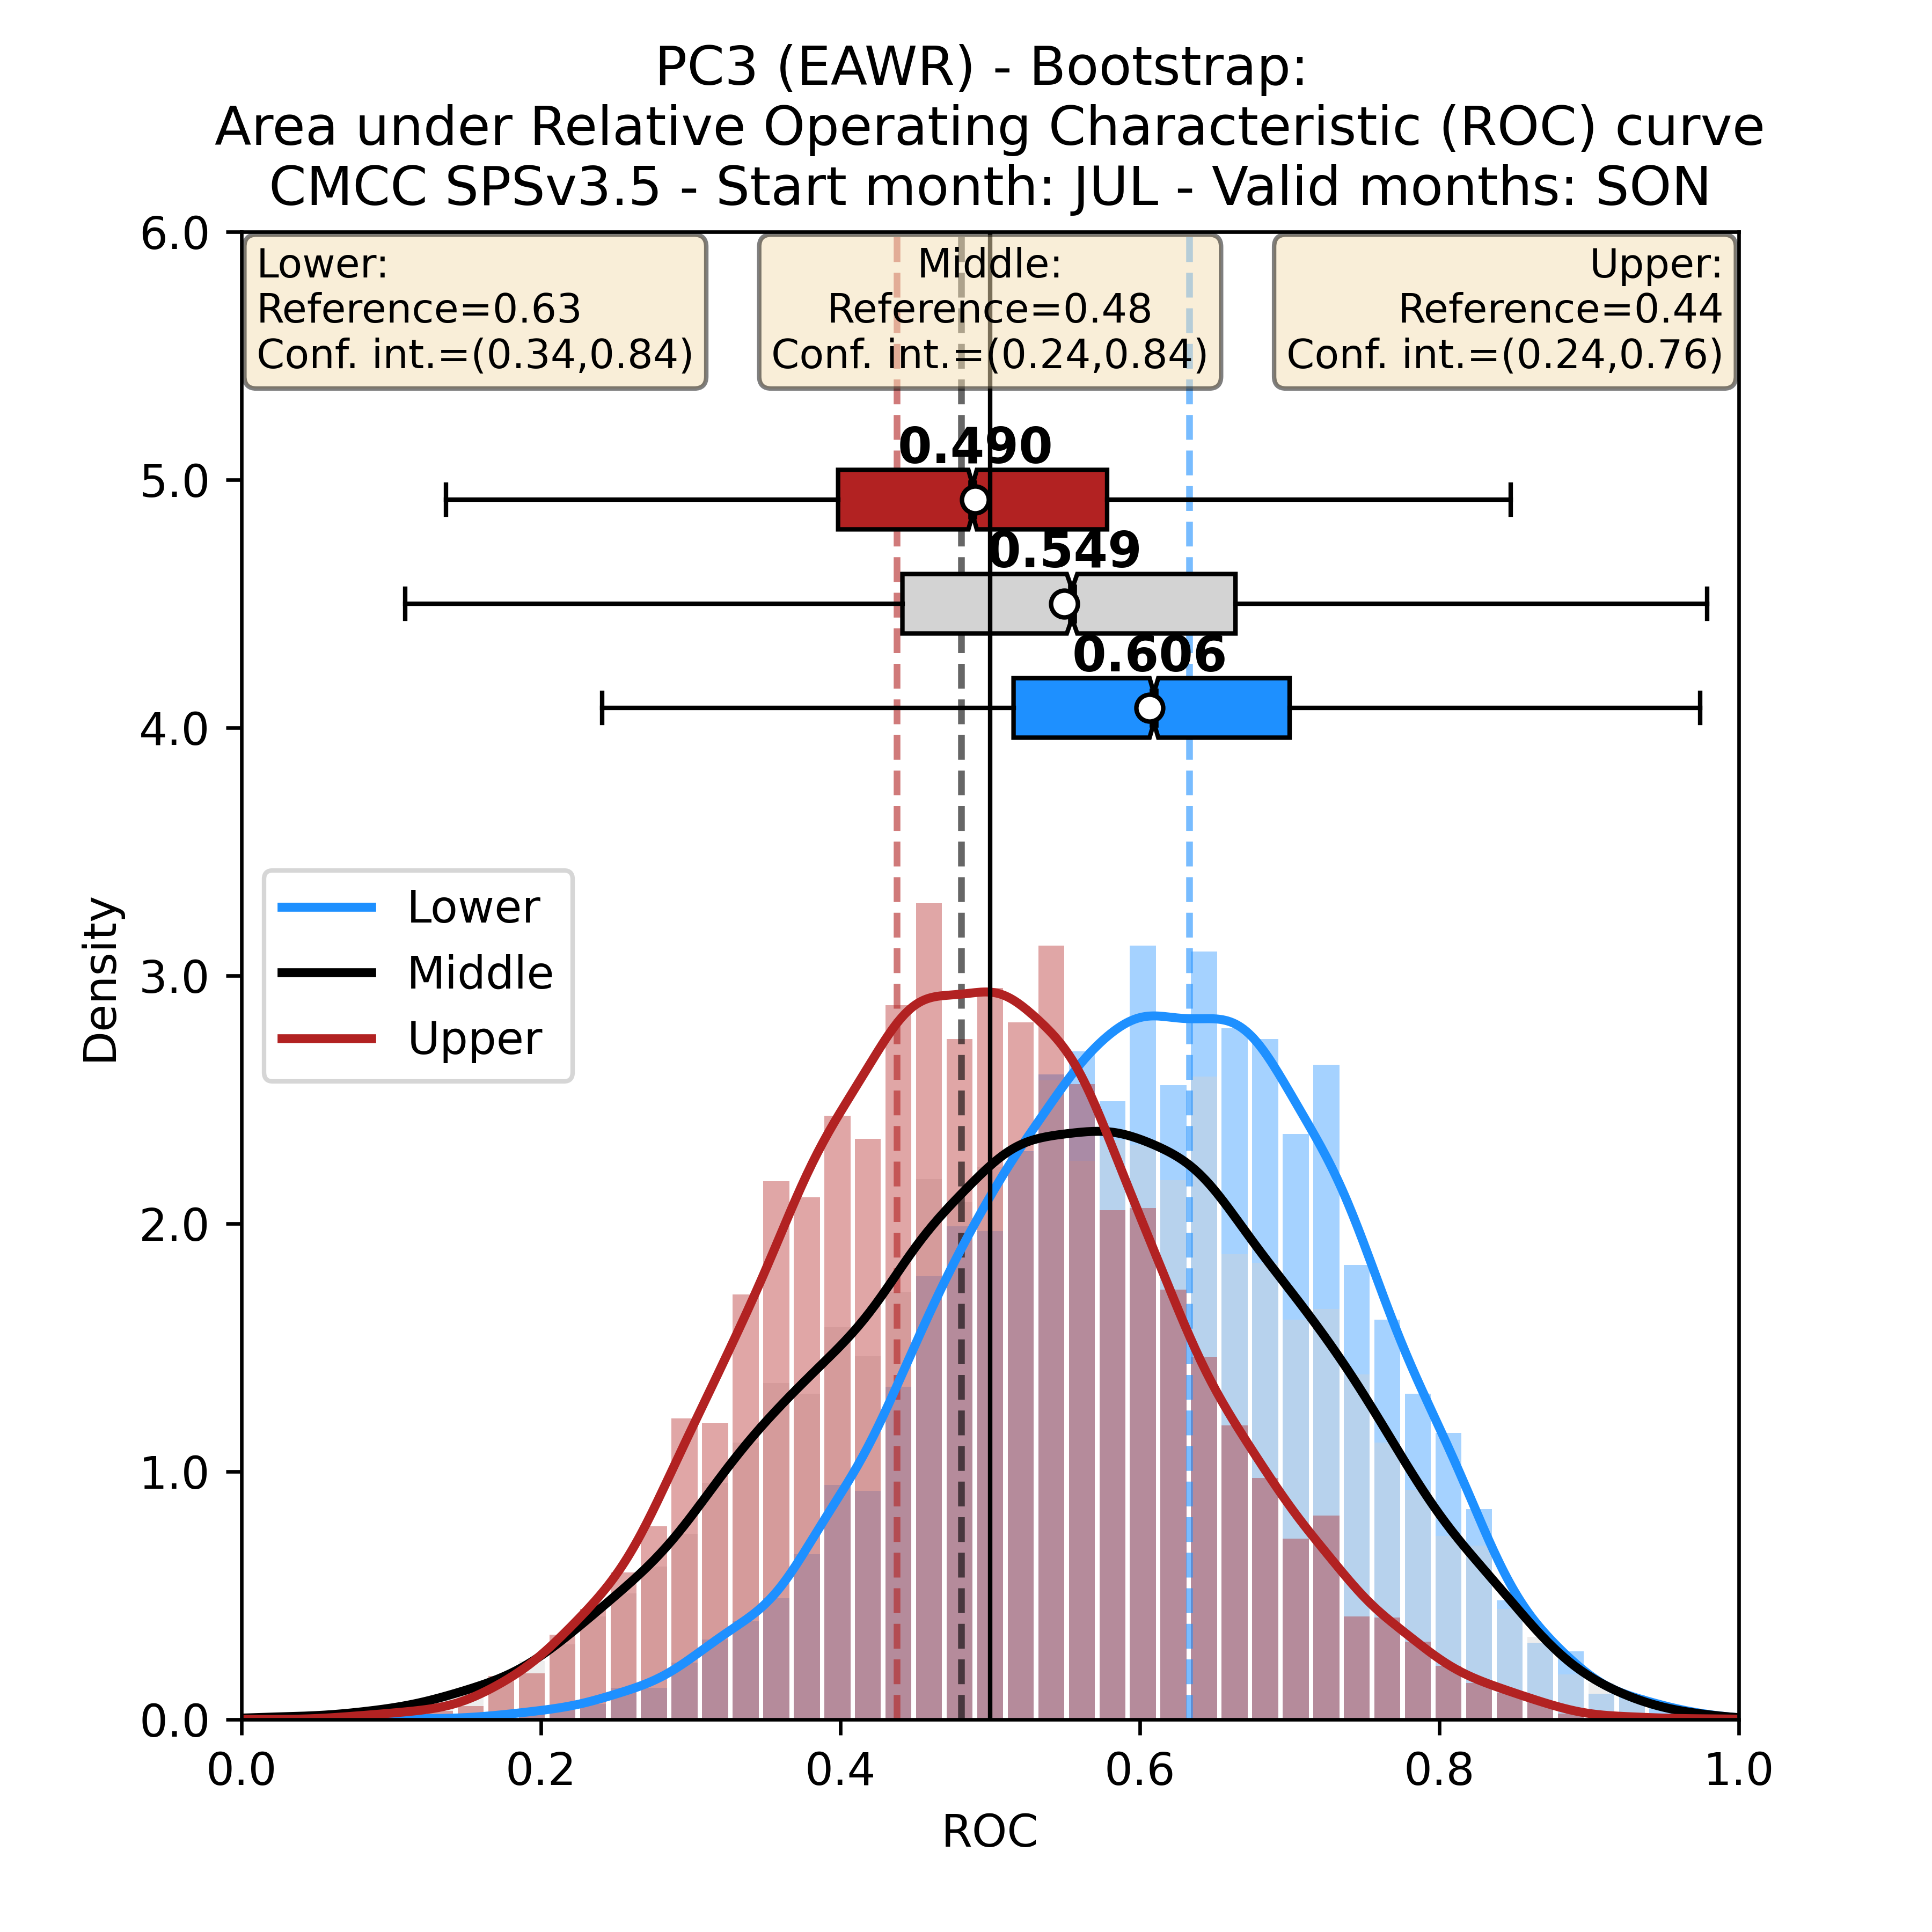 PC3 (EAWR) - Bootstrap:
Area under Relative Operating Characteristic (ROC) curve
CMCC SPSv3.5 - Start month: JUL - Valid months: SON
Lower:
Reference=0.63
Conf. int.=(0.34,0.84)
Middle:
Reference=0.48
Conf. int.=(0.24,0.84)
Upper:
Reference=0.44
Conf. int.=(0.24,0.76)
0.490
0.549
0.606
Lower
Middle
Upper
Density
6.0
5.0
4.0
3.0
2.0
1.0
0.0
0.0 0.2 0.4 0.6 0.8 1.0
ROC